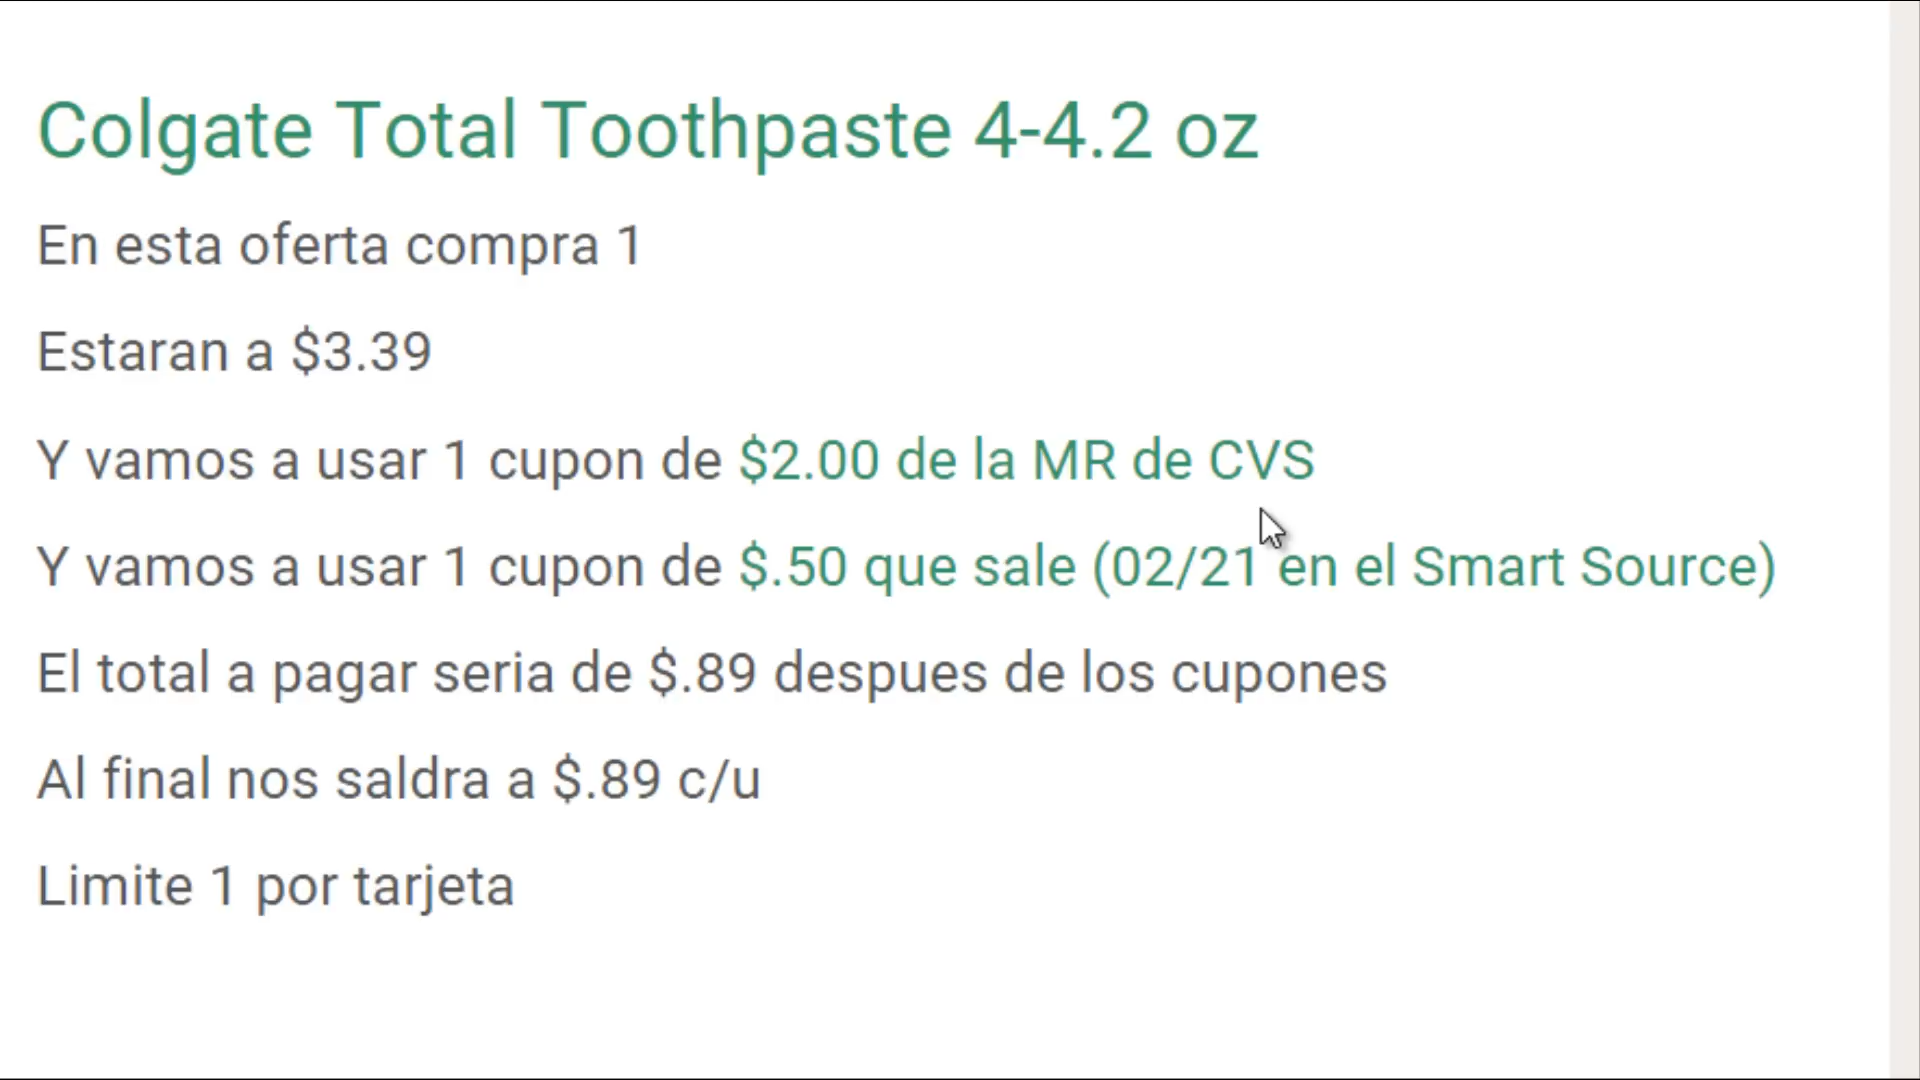 Colgate Total Toothpaste 4-4.2 oz
En esta oferta compra 1
Estaran a $3.39
Y vamos a usar 1 cupon de $2.00 de la MR de CVS
Y vamos a usar 1 cupon de $.50 que sale (02/21 en el Smart Source)
El total a pagar seria de $.89 despues de los cupones
Al final nos saldra a $.89 c/u
Limite 1 por tarjeta